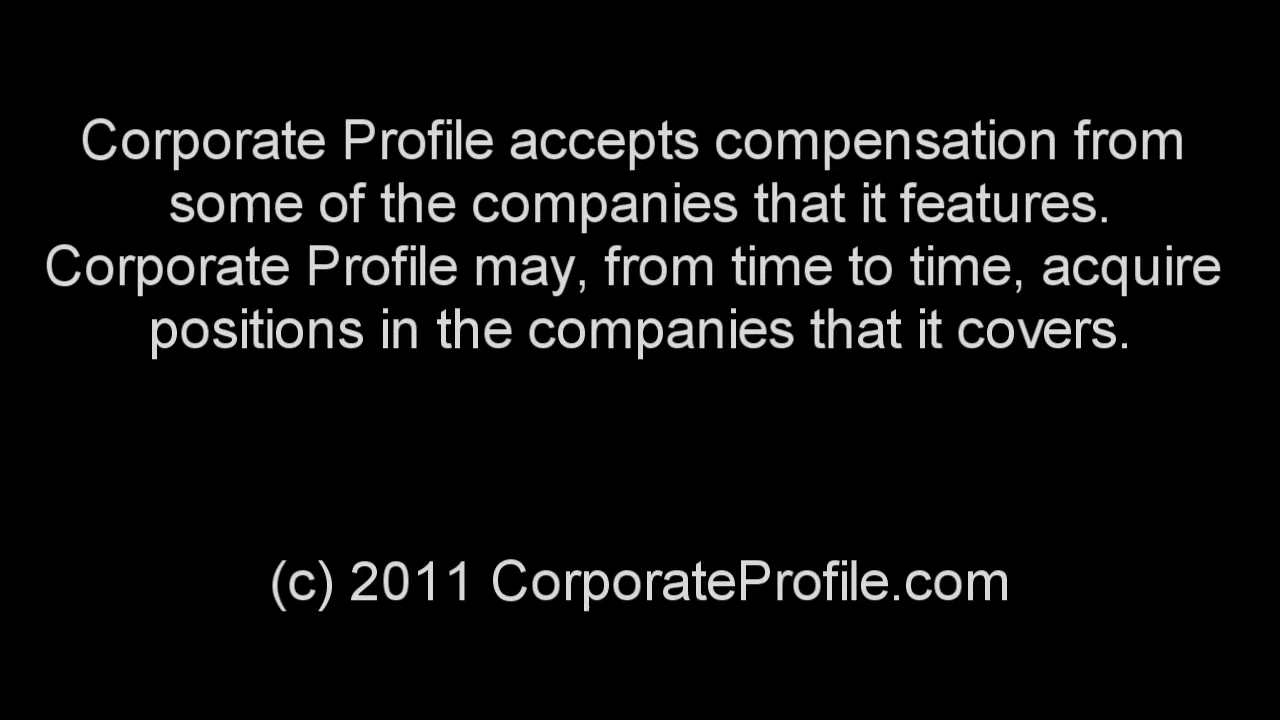 Corporate Profile accepts compensation from
some of the companies that it features.
Corporate Profile may, from time to time, acquire
positions in the companies that it covers.
(c) 2011 CorporateProfile.com